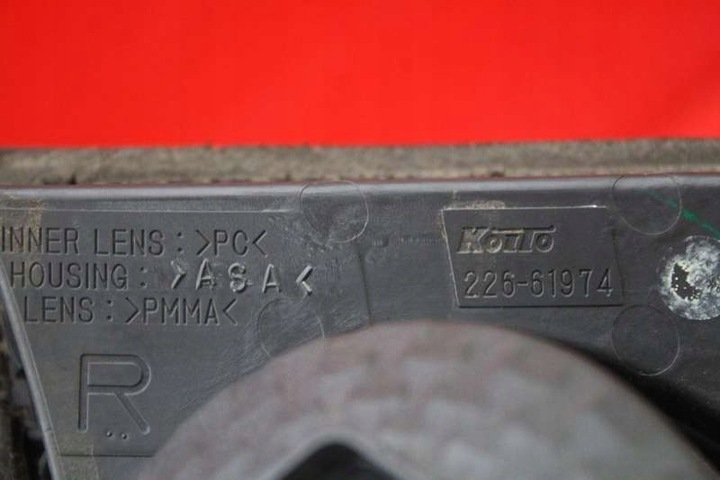 INNER LENS : >PC<
HOUSING : >ASA<
LENS : >PMMA<
R
KOITO
226-61974